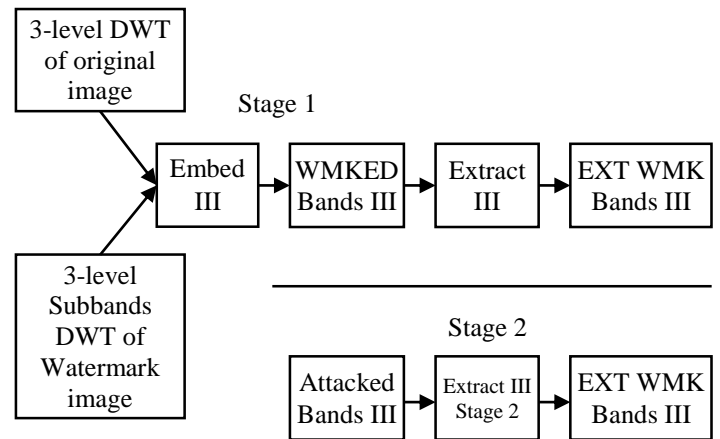 3-level DWT
of original
image
Stage 1
Embed
III
WMKED
Bands III
Extract
III
EXT WMK
Bands III
3-level
Subbands
DWT of
Watermark
image
Stage 2
Attacked
Bands III
Extract III
Stage 2
EXT WMK
Bands III